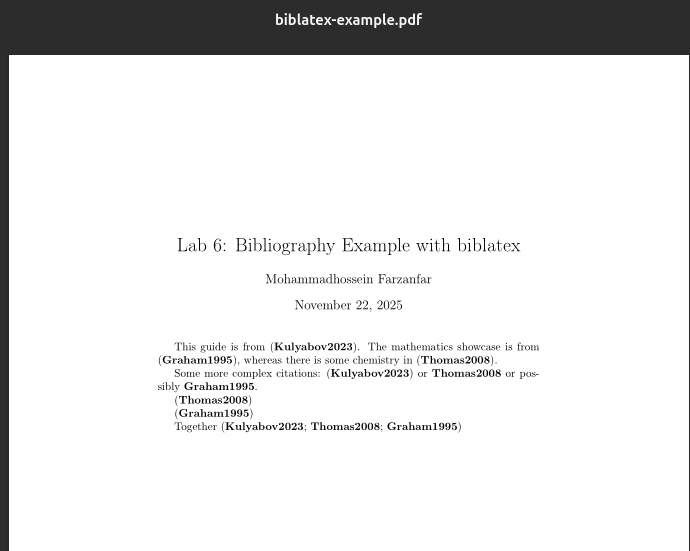 biblatex-example.pdf
Lab 6: Bibliography Example with biblatex
Mohammadhossein Farzanfar
November 22, 2025
This guide is from (Kulyabov2023). The mathematics showcase is from
(Graham1995), whereas there is some chemistry in (Thomas2008).
Some more complex citations: (Kulyabov2023) or Thomas2008 or pos-
sibly Graham1995.
(Thomas2008)
(Graham1995)
Together (Kulyabov2023; Thomas2008; Graham1995)